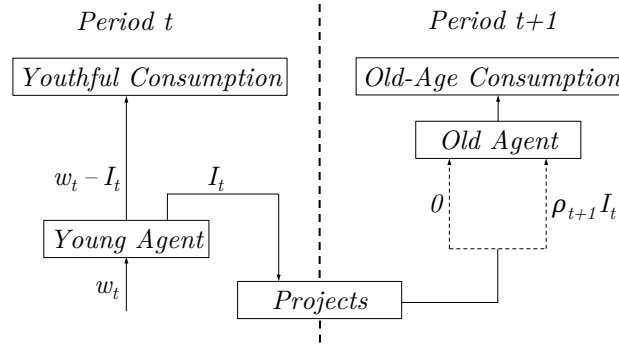 Period t
Period t+1
Youthful Consumption
Old-Age Consumption
Old Agent
w_t – I_t
I_t
0
ρ_{t+1} I_t
Young Agent
w_t
Projects